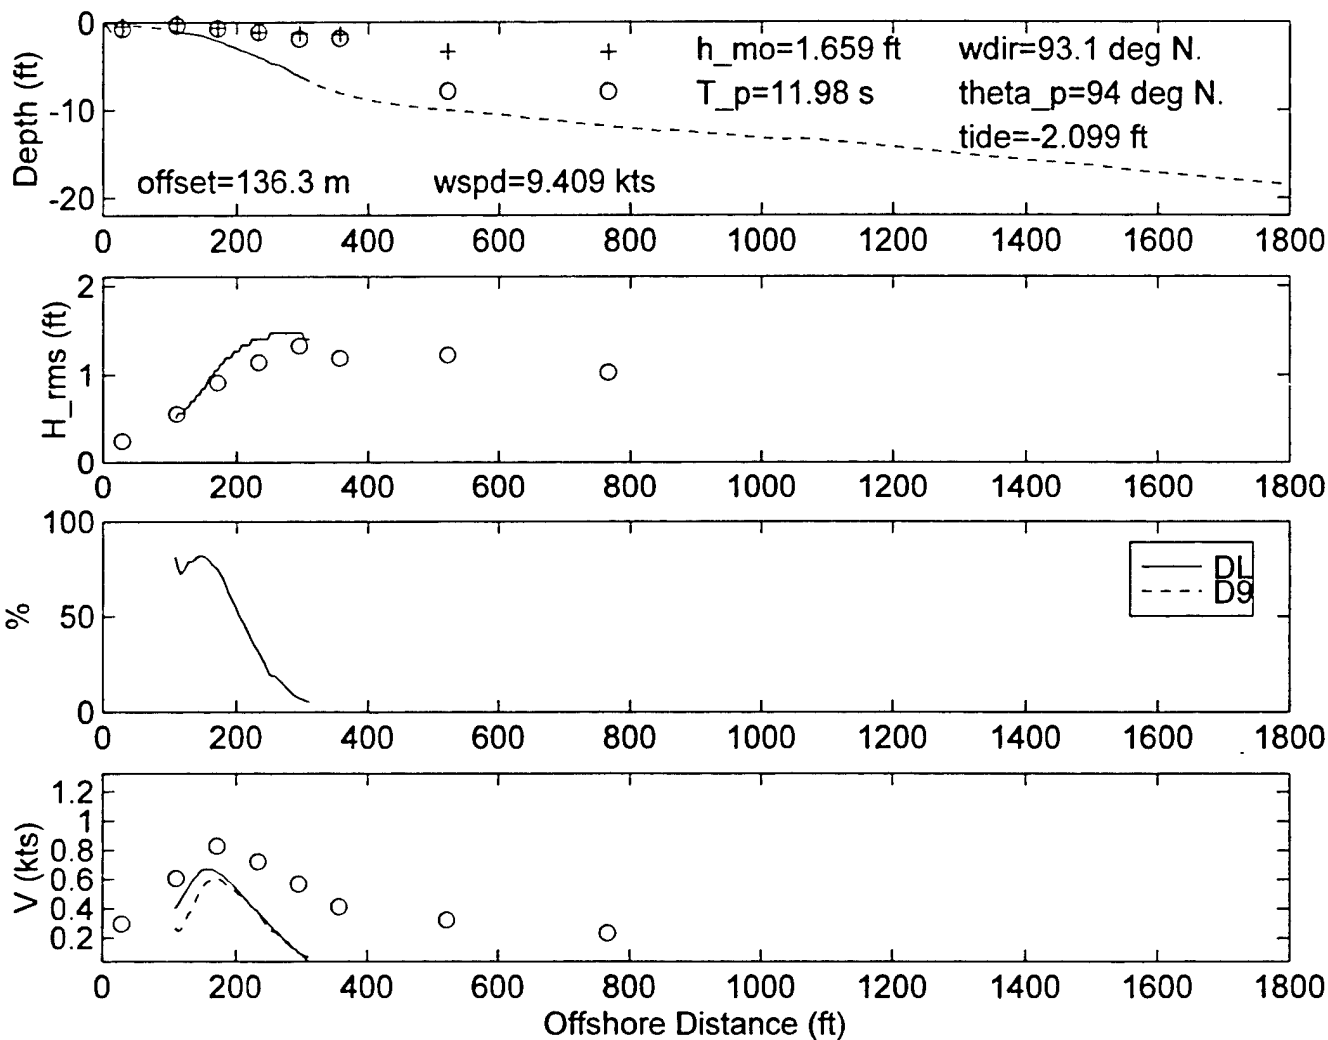 0
-10
-20
Depth (ft)
h_mo=1.659 ft
wdir=93.1 deg N.
T_p=11.98 s
theta_p=94 deg N.
tide=-2.099 ft
offset=136.3 m
wspd=9.409 kts
0 200 400 600 800 1000 1200 1400 1600 1800
2
1
0
H_rms (ft)
0 200 400 600 800 1000 1200 1400 1600 1800
100
50
0
%
DL
D9
0 200 400 600 800 1000 1200 1400 1600 1800
1.2
1
0.8
0.6
0.4
0.2
V (kts)
0 200 400 600 800 1000 1200 1400 1600 1800
Offshore Distance (ft)